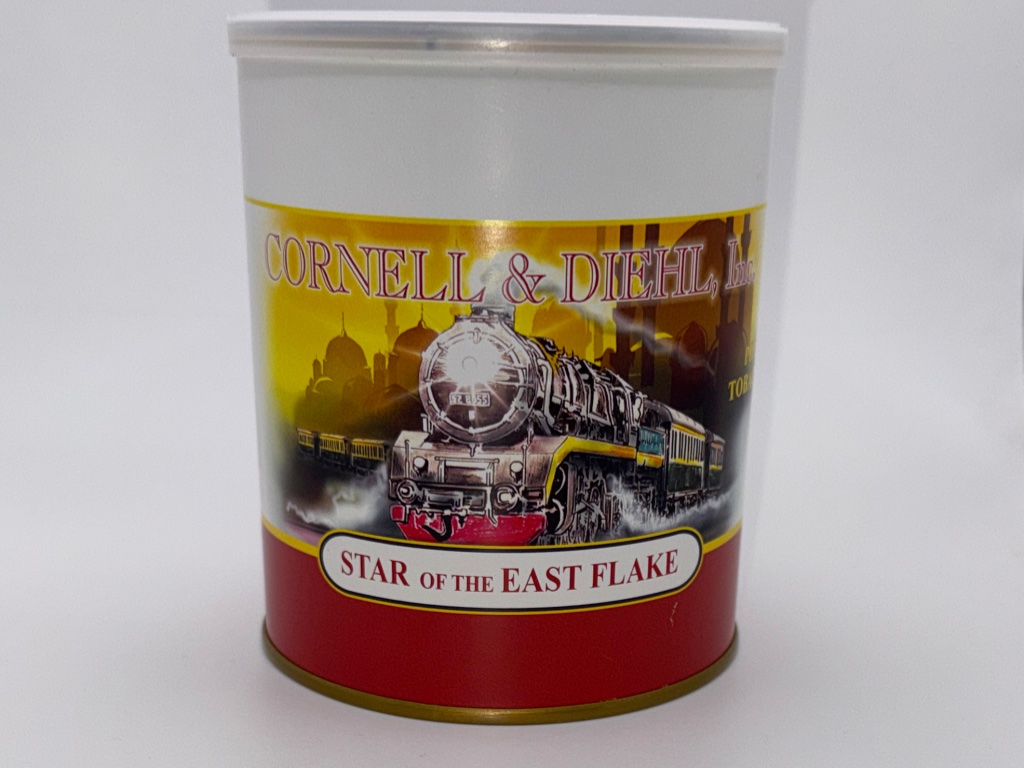 CORNELL & DIEHL, Inc.
STAR OF THE EAST FLAKE